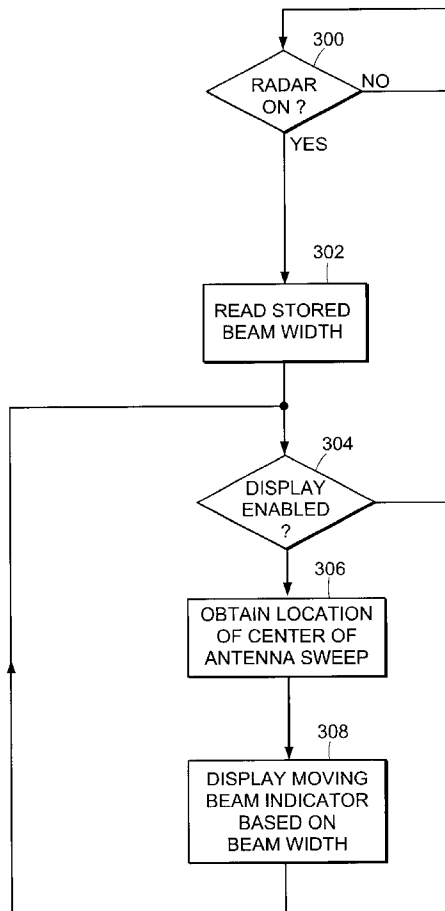 300
RADAR
ON ?
NO
YES
302
READ STORED
BEAM WIDTH
304
DISPLAY
ENABLED
?
306
OBTAIN LOCATION
OF CENTER OF
ANTENNA SWEEP
308
DISPLAY MOVING
BEAM INDICATOR
BASED ON
BEAM WIDTH